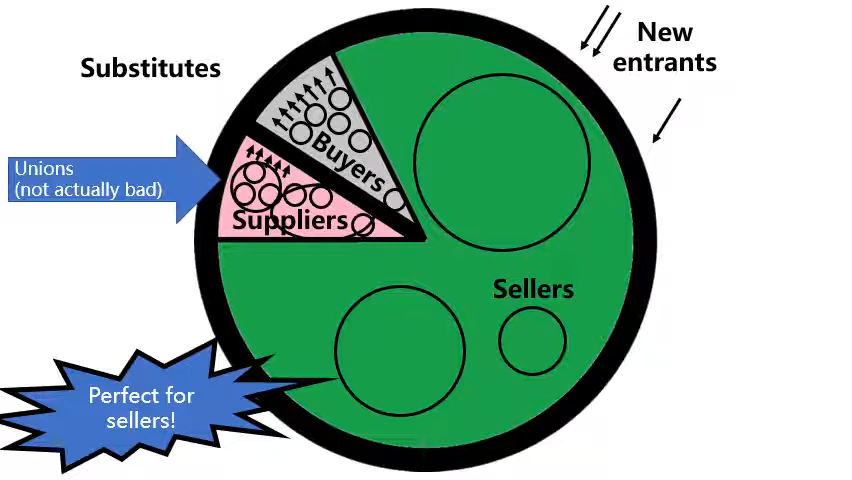 New
entrants
Substitutes
Buyers
Unions
(not actually bad)
Suppliers
Sellers
Perfect for
sellers!